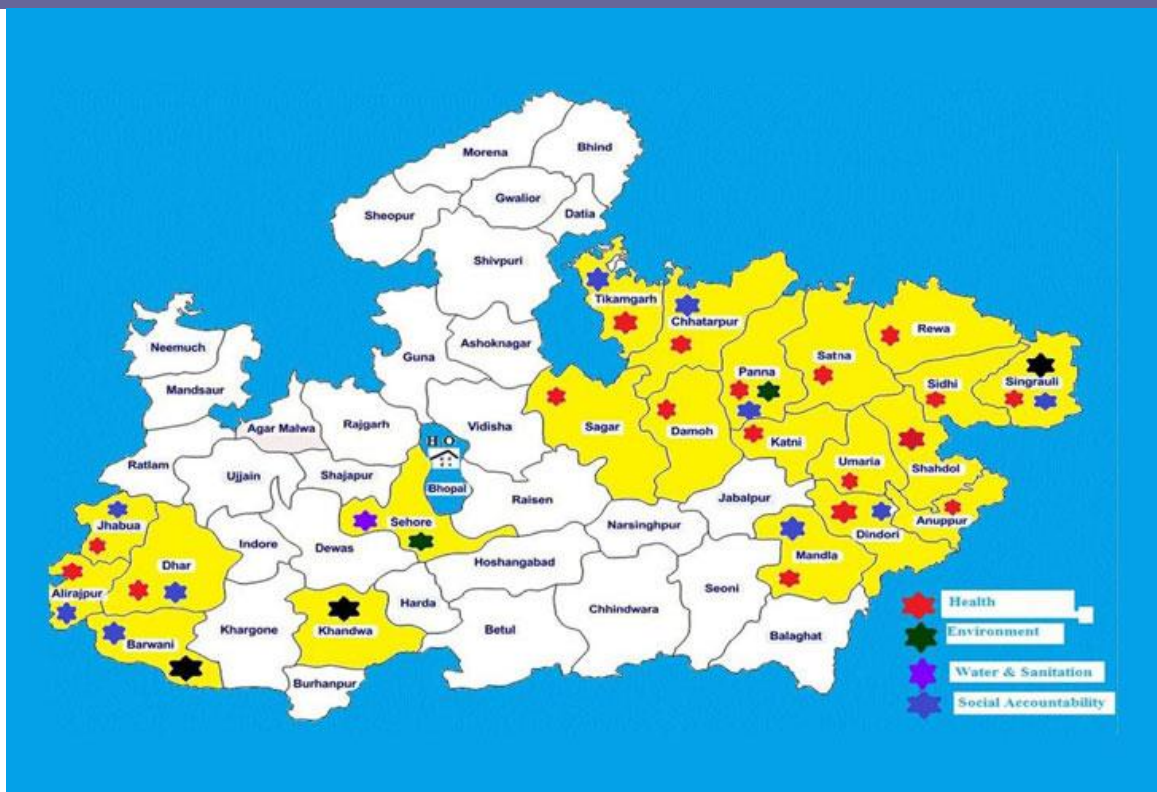 Morena
Bhind
Gwalior
Sheopur
Datia
Shivpuri
Tikamgarh
Chhatarpur
Rewa
Neemuch
Guna
Ashoknagar
Satna
Panna
Sidhi
Singrauli
Mandsaur
Agar Malwa
Rajgarh
Vidisha
Sagar
Damoh
Katni
H.O
Ratlam
Ujjain
Shajapur
Bhopal
Raisen
Jabalpur
Umaria
Shahdol
Jhabua
Sehore
Narsinghpur
Anuppur
Dindori
Indore
Dewas
Hoshangabad
Mandla
Dhar
Alirajpur
Harda
Seoni
Chhindwara
Barwani
Khargone
Khandwa
Betul
Balaghat
Burhanpur
Health
Environment
Water & Sanitation
Social Accountability